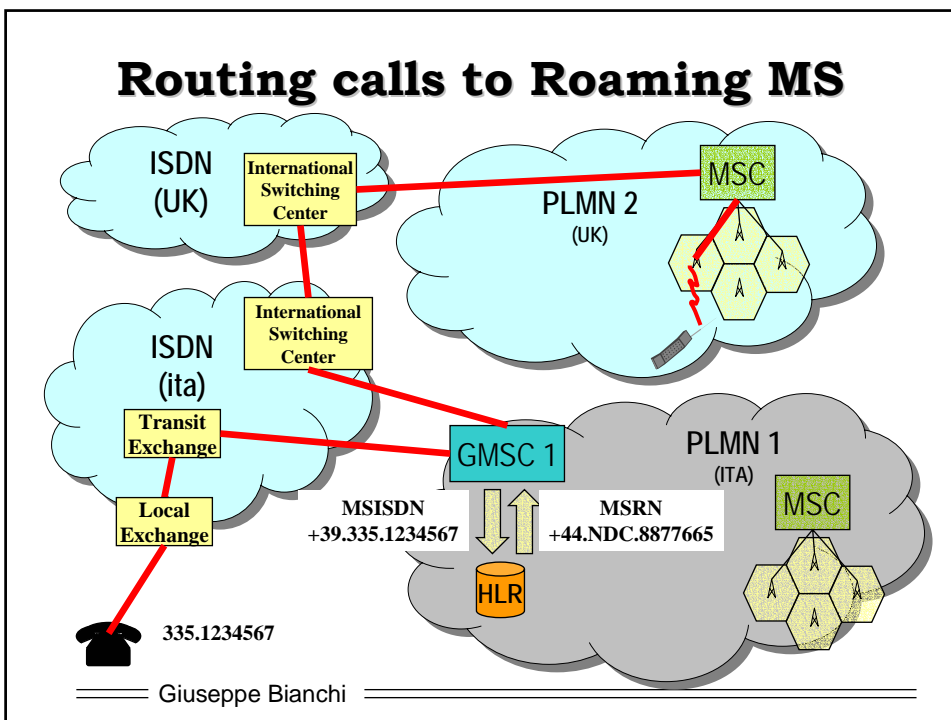 Routing calls to Roaming MS
ISDN
(UK)
International
Switching
Center
MSC
PLMN 2
(UK)
International
Switching
Center
ISDN
(ita)
Transit
Exchange
GMSC 1
PLMN 1
(ITA)
MSISDN
+39.335.1234567
MSRN
+44.NDC.8877665
MSC
Local
Exchange
HLR
335.1234567
Giuseppe Bianchi